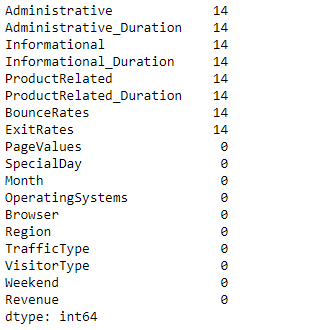 Administrative 14
Administrative_Duration 14
Informational 14
Informational_Duration 14
ProductRelated 14
ProductRelated_Duration 14
BounceRates 14
ExitRates 14
PageValues 0
SpecialDay 0
Month 0
OperatingSystems 0
Browser 0
Region 0
TrafficType 0
VisitorType 0
Weekend 0
Revenue 0
dtype: int64